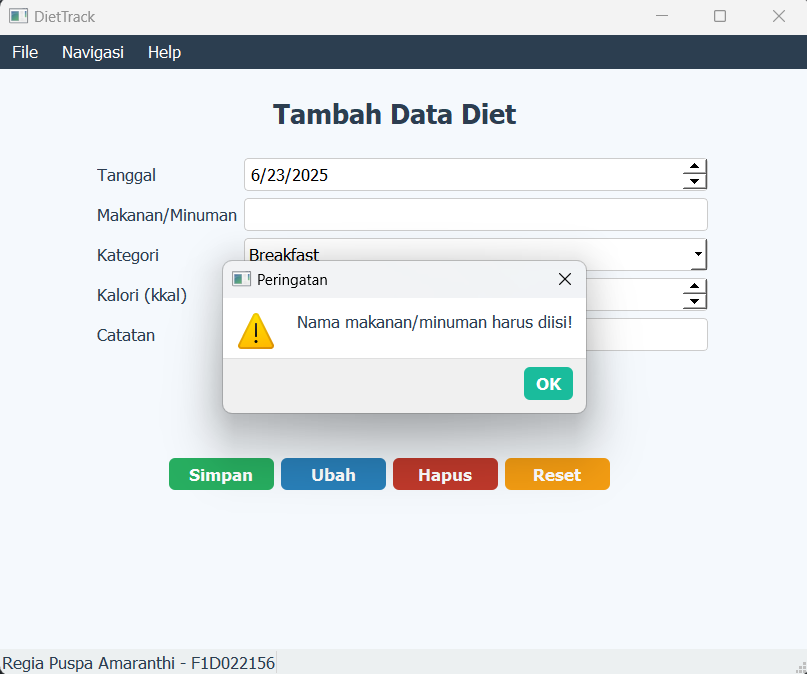 DietTrack
File Navigasi Help
Tambah Data Diet
Tanggal 6/23/2025
Makanan/Minuman
Kategori Breakfast
Peringatan
Kalori (kkal)
Nama makanan/minuman harus diisi!
Catatan
OK
Simpan Ubah Hapus Reset
Regia Puspa Amaranthi - F1D022156